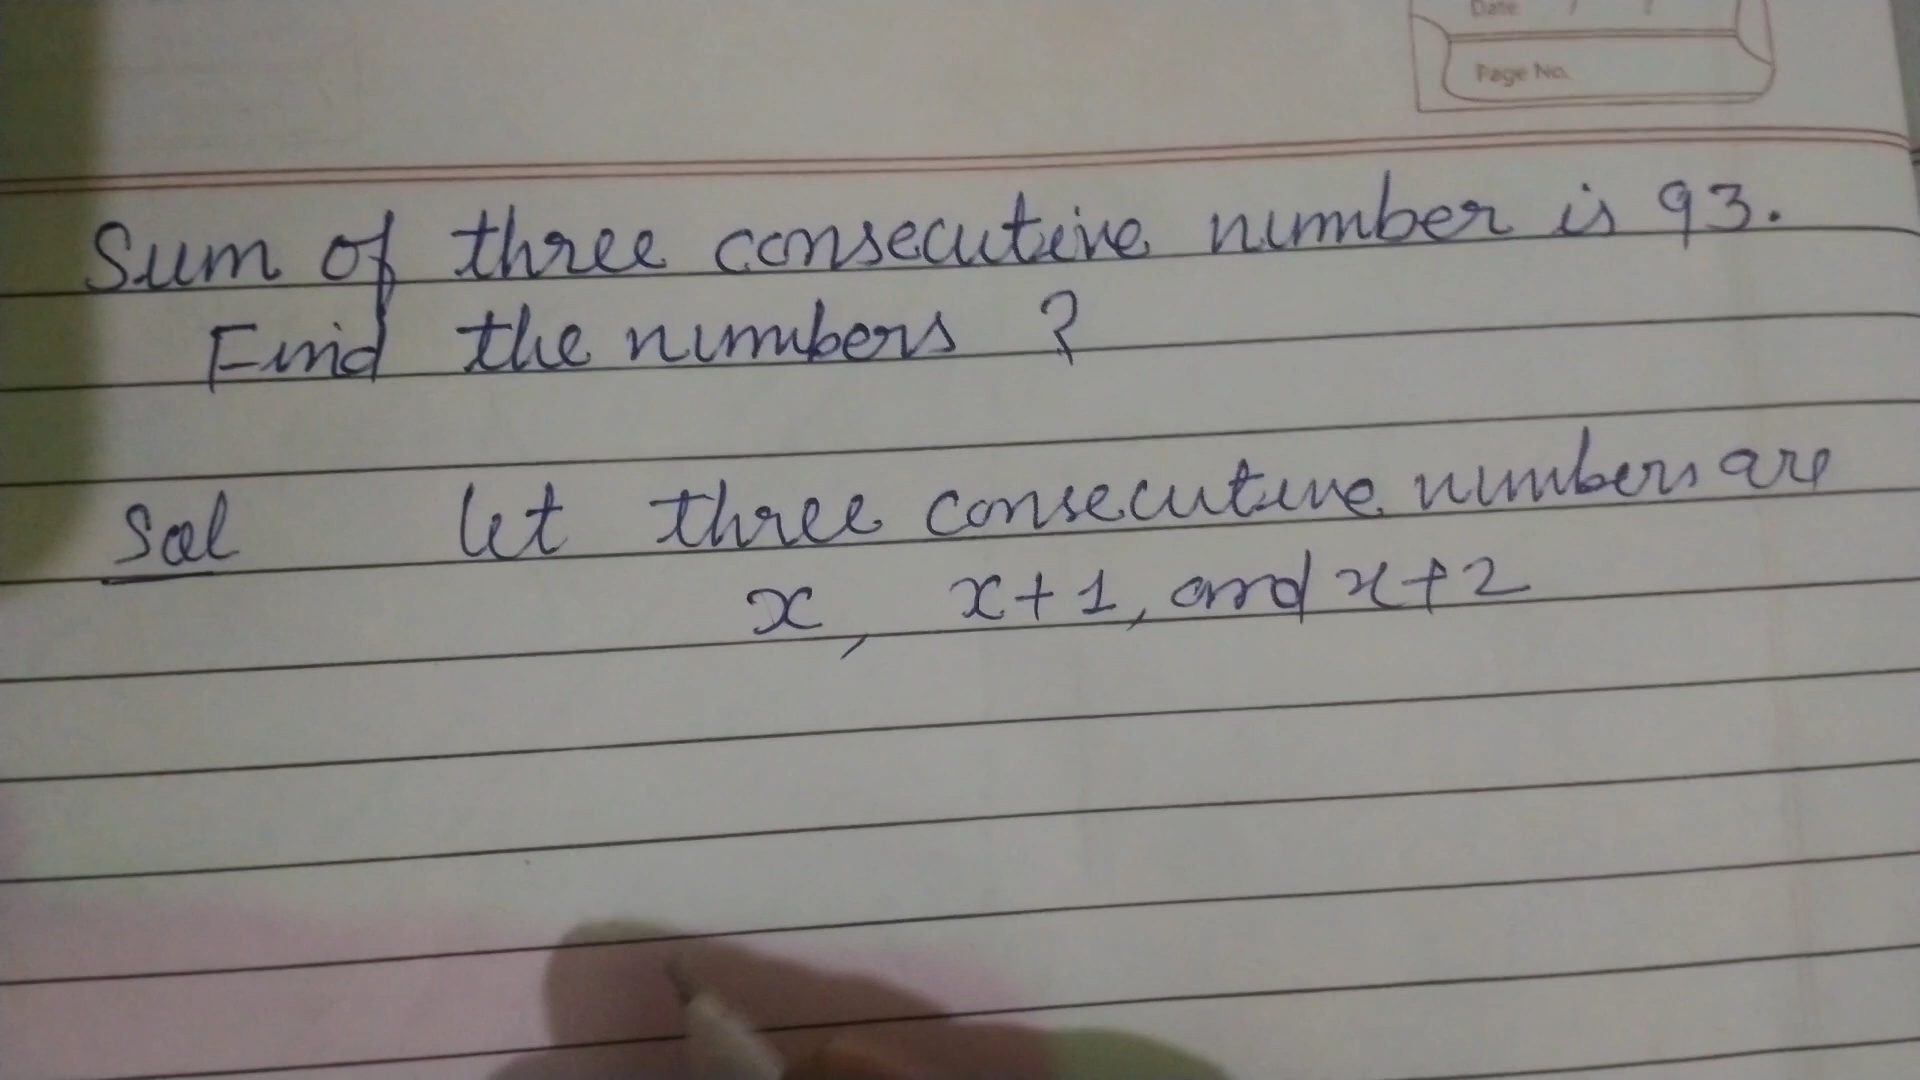 Date / /
Page No.
Sum of three consecutive number is 93.
Find the numbers ?
Sol let three consecutive numbers are
x, x+1, and x+2